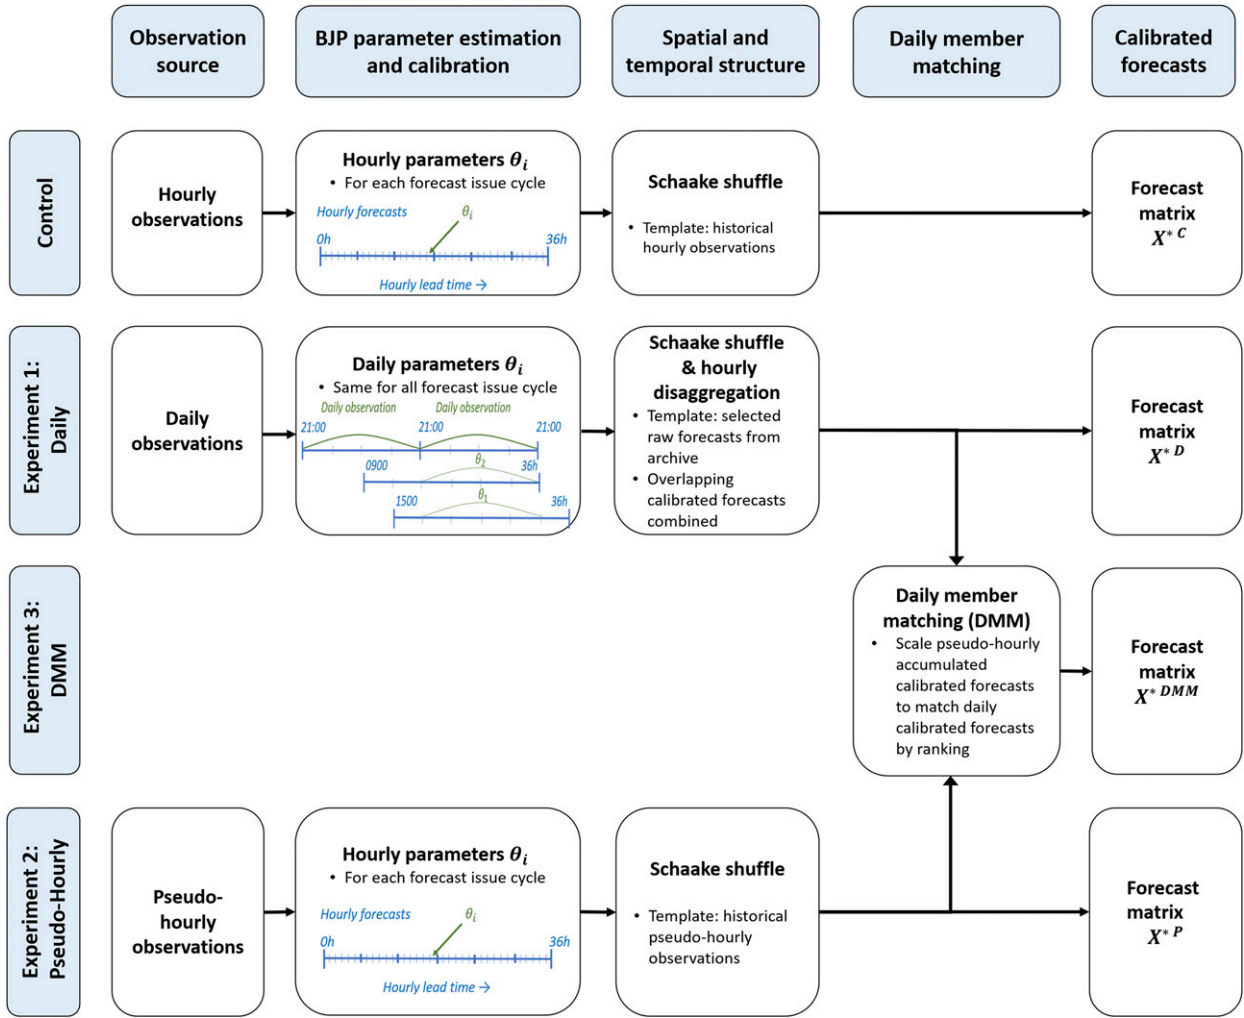 Observation
source
BJP parameter estimation
and calibration
Spatial and
temporal structure
Daily member
matching
Calibrated
forecasts
Control
Hourly
observations
Hourly parameters θi
• For each forecast issue cycle
Hourly forecasts
θi
0h
36h
Hourly lead time →
Schaake shuffle
• Template: historical
hourly observations
Forecast
matrix
X* C
Experiment 1:
Daily
Daily
observations
Daily parameters θi
• Same for all forecast issue cycle
Daily observation
Daily observation
21:00
21:00
21:00
0900
θ2
36h
1500
θ1
36h
Schaake shuffle
& hourly
disaggregation
• Template: selected
raw forecasts from
archive
• Overlapping
calibrated forecasts
combined
Forecast
matrix
X* D
Experiment 3:
DMM
Daily member
matching (DMM)
• Scale pseudo-hourly
accumulated
calibrated forecasts
to match daily
calibrated forecasts
by ranking
Forecast
matrix
X* DMM
Experiment 2:
Pseudo-Hourly
Pseudo-
hourly
observations
Hourly parameters θi
• For each forecast issue cycle
Hourly forecasts
θi
0h
36h
Hourly lead time →
Schaake shuffle
• Template: historical
pseudo-hourly
observations
Forecast
matrix
X* P